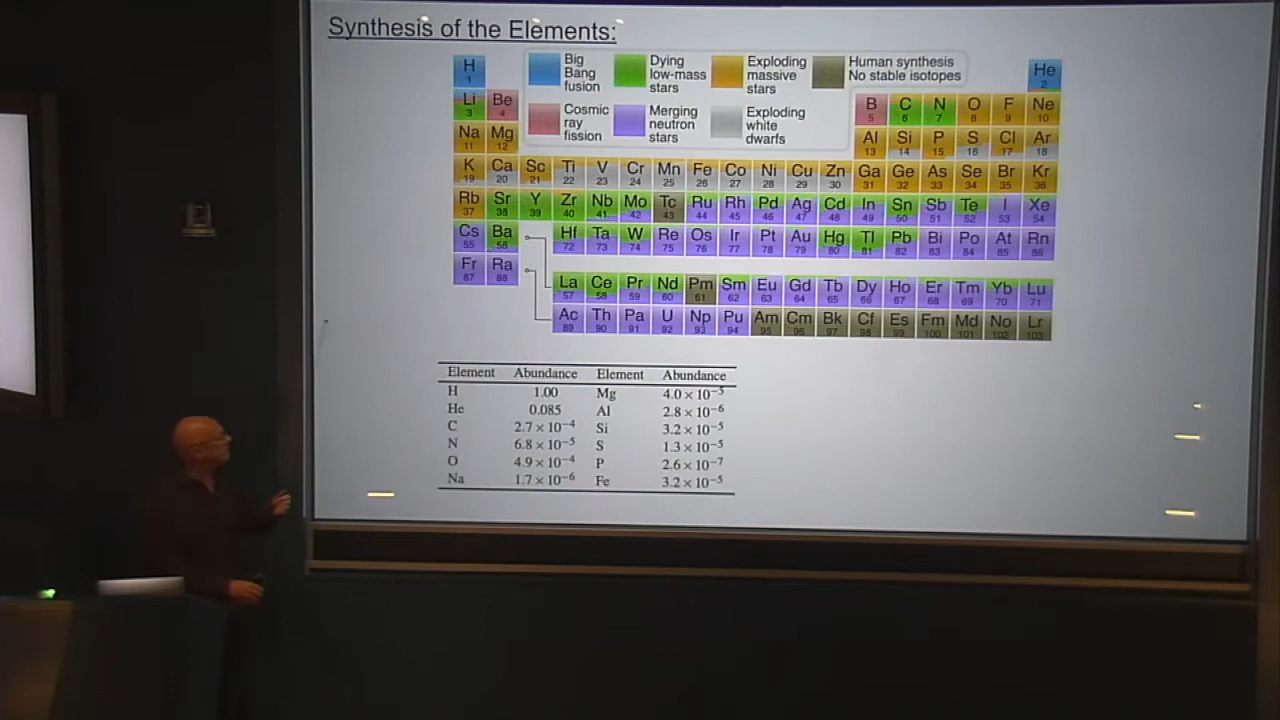 Synthesis of the Elements:
H 1
He 2
Big Bang fusion
Dying low-mass stars
Exploding massive stars
Human synthesis No stable isotopes
Cosmic ray fission
Merging neutron stars
Exploding white dwarfs
Li 3 Be 4 B 5 C 6 N 7 O 8 F 9 Ne 10
Na 11 Mg 12 Al 13 Si 14 P 15 S 16 Cl 17 Ar 18
K 19 Ca 20 Sc 21 Ti 22 V 23 Cr 24 Mn 25 Fe 26 Co 27 Ni 28 Cu 29 Zn 30 Ga 31 Ge 32 As 33 Se 34 Br 35 Kr 36
Rb 37 Sr 38 Y 39 Zr 40 Nb 41 Mo 42 Tc 43 Ru 44 Rh 45 Pd 46 Ag 47 Cd 48 In 49 Sn 50 Sb 51 Te 52 I 53 Xe 54
Cs 55 Ba 56 Hf 72 Ta 73 W 74 Re 75 Os 76 Ir 77 Pt 78 Au 79 Hg 80 Tl 81 Pb 82 Bi 83 Po 84 At 85 Rn 86
Fr 87 Ra 88
La 57 Ce 58 Pr 59 Nd 60 Pm 61 Sm 62 Eu 63 Gd 64 Tb 65 Dy 66 Ho 67 Er 68 Tm 69 Yb 70 Lu 71
Ac 89 Th 90 Pa 91 U 92 Np 93 Pu 94 Am 95 Cm 96 Bk 97 Cf 98 Es 99 Fm 100 Md 101 No 102 Lr 103
Element Abundance Element Abundance
H 1.00 Mg 4.0 × 10⁻⁵
He 0.085 Al 2.8 × 10⁻⁶
C 2.7 × 10⁻⁴ Si 3.2 × 10⁻⁵
N 6.8 × 10⁻⁵ S 1.3 × 10⁻⁵
O 4.9 × 10⁻⁴ P 2.6 × 10⁻⁷
Na 1.7 × 10⁻⁶ Fe 3.2 × 10⁻⁵